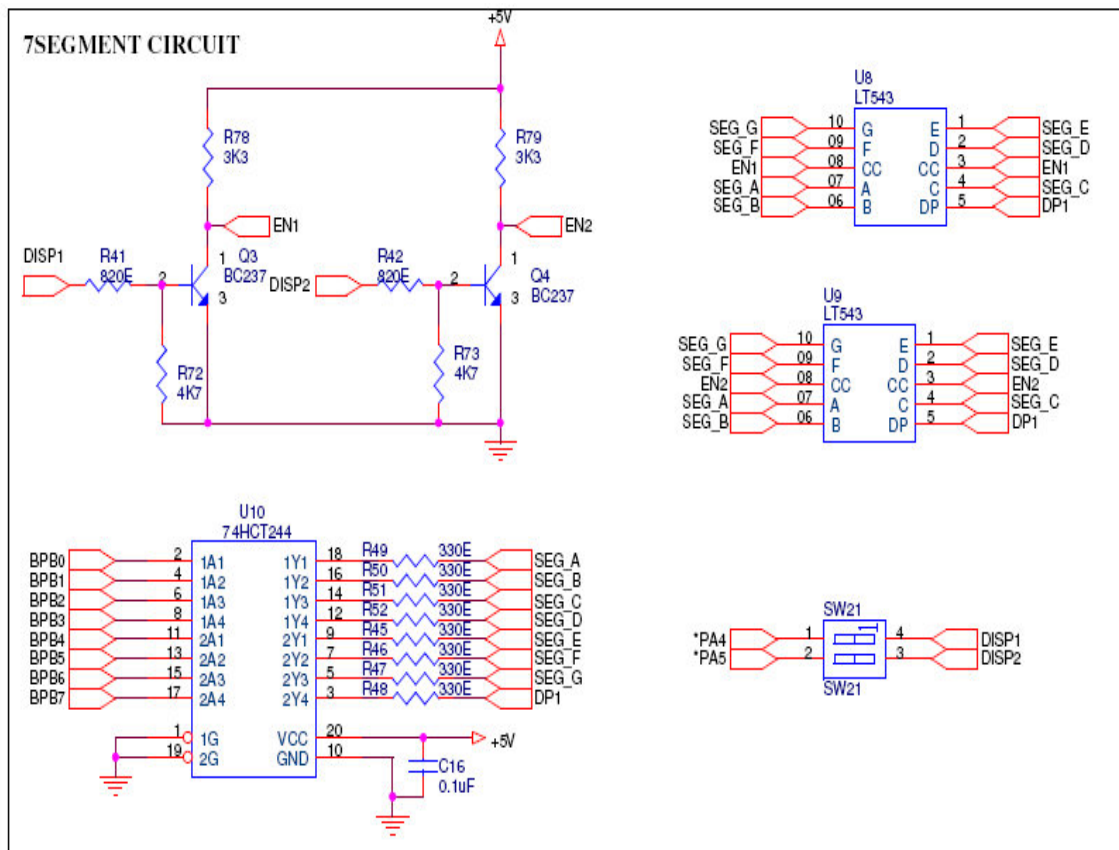 7SEGMENT CIRCUIT
+5V
R78
3K3
R79
3K3
EN1
EN2
DISP1
R41
820E
2
1
Q3
BC237
3
DISP2
R42
820E
2
1
Q4
BC237
3
R72
4K7
R73
4K7
U8
LT543
SEG_G 10 G E 1 SEG_E
SEG_F 09 F D 2 SEG_D
EN1 08 CC CC 3 EN1
SEG_A 07 A C 4 SEG_C
SEG_B 06 B DP 5 DP1
U9
LT543
SEG_G 10 G E 1 SEG_E
SEG_F 09 F D 2 SEG_D
EN2 08 CC CC 3 EN2
SEG_A 07 A C 4 SEG_C
SEG_B 06 B DP 5 DP1
U10
74HCT244
BPB0 2 1A1 1Y1 18 R49 330E SEG_A
BPB1 4 1A2 1Y2 16 R50 330E SEG_B
BPB2 6 1A3 1Y3 14 R51 330E SEG_C
BPB3 8 1A4 1Y4 12 R52 330E SEG_D
BPB4 11 2A1 2Y1 9 R45 330E SEG_E
BPB5 13 2A2 2Y2 7 R46 330E SEG_F
BPB6 15 2A3 2Y3 5 R47 330E SEG_G
BPB7 17 2A4 2Y4 3 R48 330E DP1
1 1G VCC 20 +5V
19 2G GND 10
C16
0.1uF
SW21
*PA4 1 1 4 DISP1
*PA5 2 3 DISP2
SW21